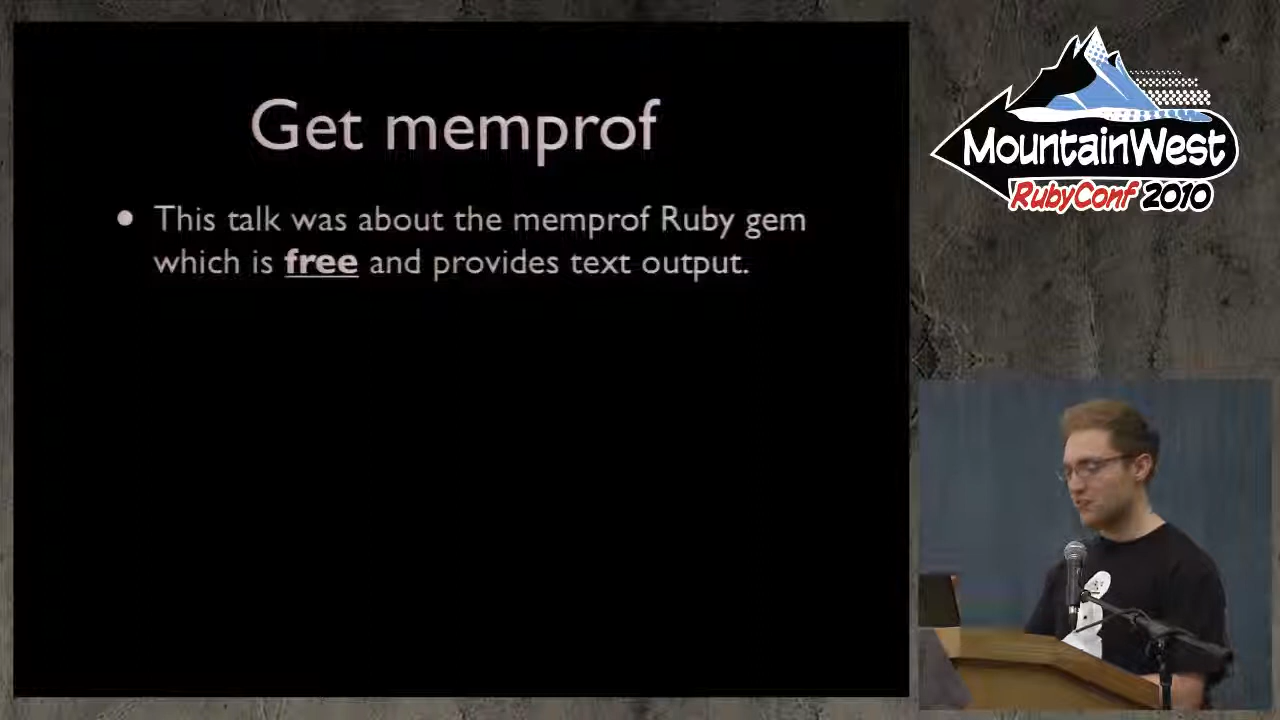 Get memprof
• This talk was about the memprof Ruby gem
which is free and provides text output.
MountainWest
RubyConf 2010